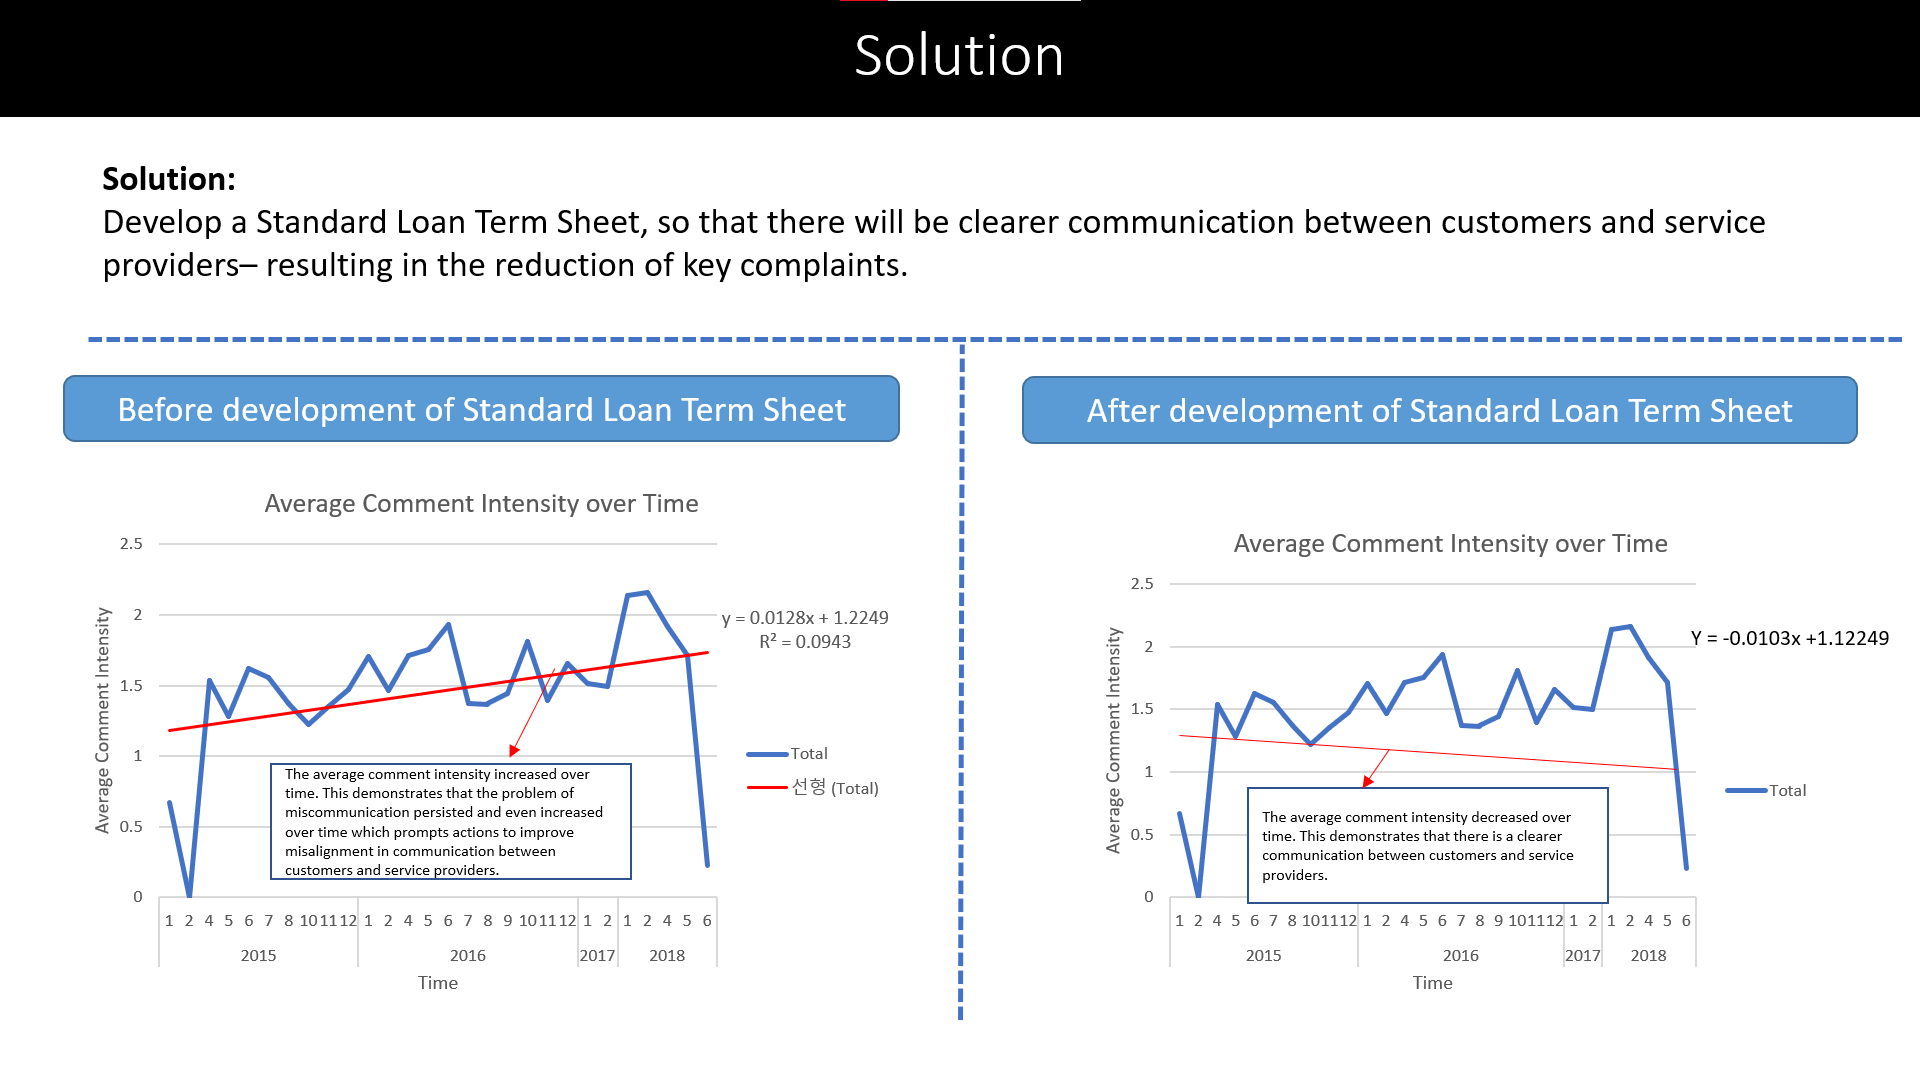 Solution
Solution:
Develop a Standard Loan Term Sheet, so that there will be clearer communication between customers and service
providers– resulting in the reduction of key complaints.
Before development of Standard Loan Term Sheet
Average Comment Intensity over Time
2.5
2
1.5
1
0.5
0
Average Comment Intensity
y = 0.0128x + 1.2249
R² = 0.0943
Total
선형 (Total)
The average comment intensity increased over
time. This demonstrates that the problem of
miscommunication persisted and even increased
over time which prompts actions to improve
misalignment in communication between
customers and service providers.
1 2 4 5 6 7 8 10 11 12 1 2 4 5 6 7 8 9 10 11 12 1 2 1 2 4 5 6
2015 2016 2017 2018
Time
After development of Standard Loan Term Sheet
Average Comment Intensity over Time
2.5
2
1.5
1
0.5
0
Average Comment Intensity
Y = -0.0103x +1.12249
Total
The average comment intensity decreased over
time. This demonstrates that there is a clearer
communication between customers and service
providers.
1 2 4 5 6 7 8 10 11 12 1 2 4 5 6 7 8 9 10 11 12 1 2 1 2 4 5 6
2015 2016 2017 2018
Time